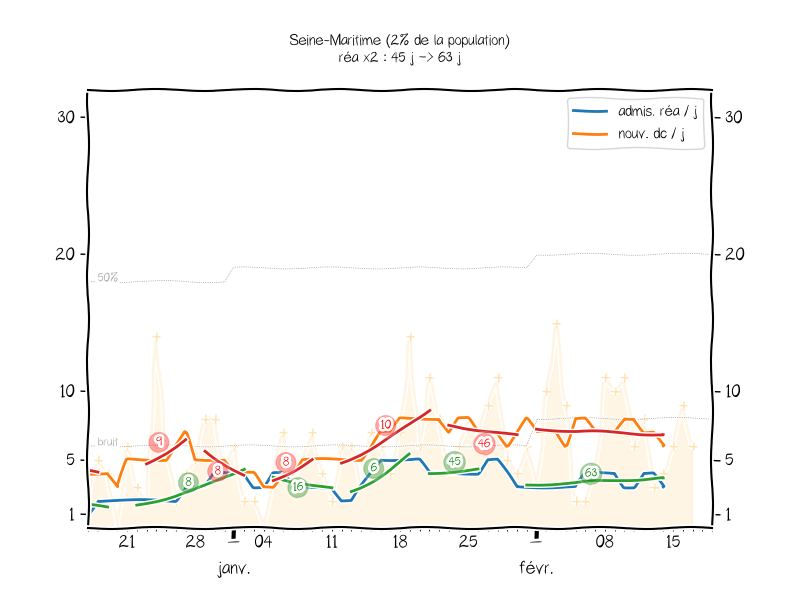 Seine-Maritime (2% de la population)
réa x2 : 45 j -> 63 j
admis. réa / j
nouv. dc / j
30 30
20 20
50%
10 10
10
9
bruit
46
8 8
45
5 5
8
6
63
8
16
1 1
21 28 04 11 18 25 08 15
janv. févr.